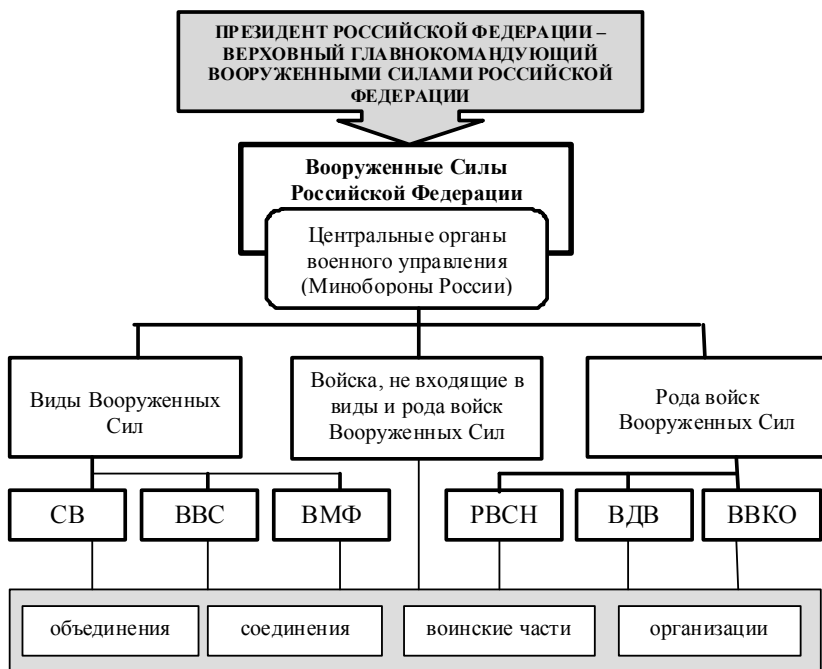 ПРЕЗИДЕНТ РОССИЙСКОЙ ФЕДЕРАЦИИ –
ВЕРХОВНЫЙ ГЛАВНОКОМАНДУЮЩИЙ
ВООРУЖЕННЫМИ СИЛАМИ РОССИЙСКОЙ
ФЕДЕРАЦИИ
Вооруженные Силы
Российской Федерации
Центральные органы
военного управления
(Минобороны России)
Виды Вооруженных
Сил
Войска, не входящие в
виды и рода войск
Вооруженных Сил
Рода войск
Вооруженных Сил
СВ
ВВС
ВМФ
РВСН
ВДВ
ВВКО
объединения
соединения
воинские части
организации